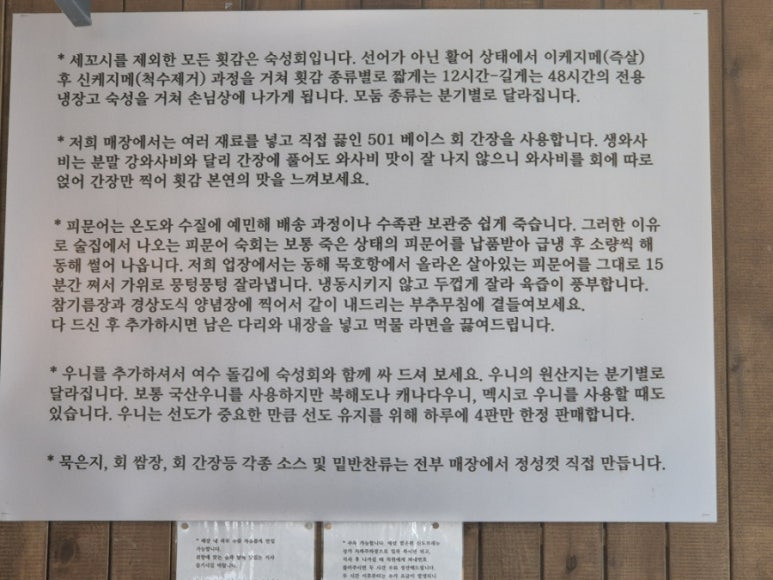 * 세꼬시를 제외한 모든 횟감은 숙성회입니다. 선어가 아닌 활어 상태에서 이케지메(즉살)
후 신케지메(척수제거) 과정을 거쳐 횟감 종류별로 짧게는 12시간-길게는 48시간의 전용
냉장고 숙성을 거쳐 손님상에 나가게 됩니다. 모둠 종류는 분기별로 달라집니다.
* 저희 매장에서는 여러 재료를 넣고 직접 끓인 501 베이스 회 간장을 사용합니다. 생와사
비는 분말 강와사비와 달리 간장에 풀어도 와사비 맛이 잘 나지 않으니 와사비를 회에 따로
얹어 간장만 찍어 횟감 본연의 맛을 느껴보세요.
* 피문어는 온도와 수질에 예민해 배송 과정이나 수족관 보관중 쉽게 죽습니다. 그러한 이유
로 술집에서 나오는 피문어 숙회는 보통 죽은 상태의 피문어를 납품받아 급냉 후 소량씩 해
동해 썰어 나옵니다. 저희 업장에서는 동해 묵호항에서 올라온 살아있는 피문어를 그대로 15
분간 쪄서 가위로 뭉텅뭉텅 잘라냅니다. 냉동시키지 않고 두껍게 잘라 육즙이 풍부합니다.
참기름장과 경상도식 양념장에 찍어서 같이 내드리는 부추무침에 곁들여보세요.
다 드신 후 추가하시면 남은 다리와 내장을 넣고 먹물 라면을 끓여드립니다.
* 우니를 추가하셔서 여수 돌김에 숙성회와 함께 싸 드셔 보세요. 우니의 원산지는 분기별로
달라집니다. 보통 국산우니를 사용하지만 북해도나 캐나다우니, 멕시코 우니를 사용할 때도
있습니다. 우니는 선도가 중요한 만큼 선도 유지를 위해 하루에 4판만 한정 판매합니다.
* 묵은지, 회 쌈장, 회 간장등 각종 소스 및 밑반찬류는 전부 매장에서 정성껏 직접 만듭니다.
* 매장 내
가능합니다.